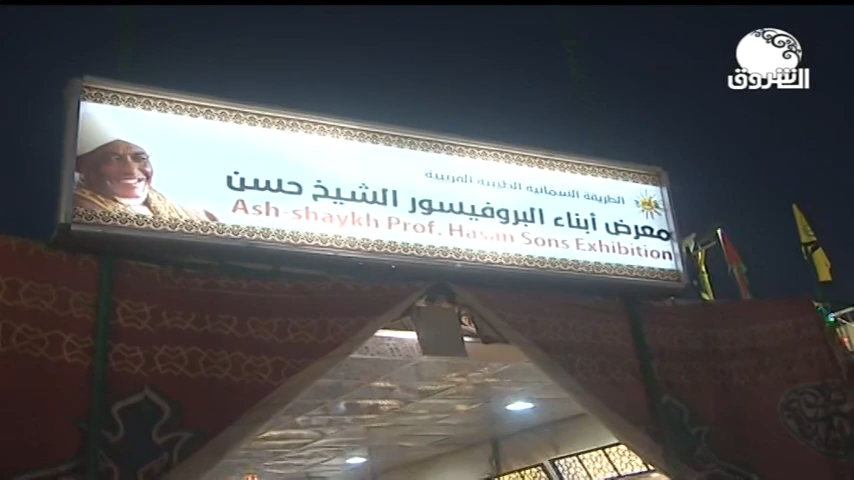 الشروق
الطريقة السمانية الطيبية القريبية
معرض أبناء البروفيسور الشيخ حسن
Ash-shaykh Prof. Hasan Sons Exhibition